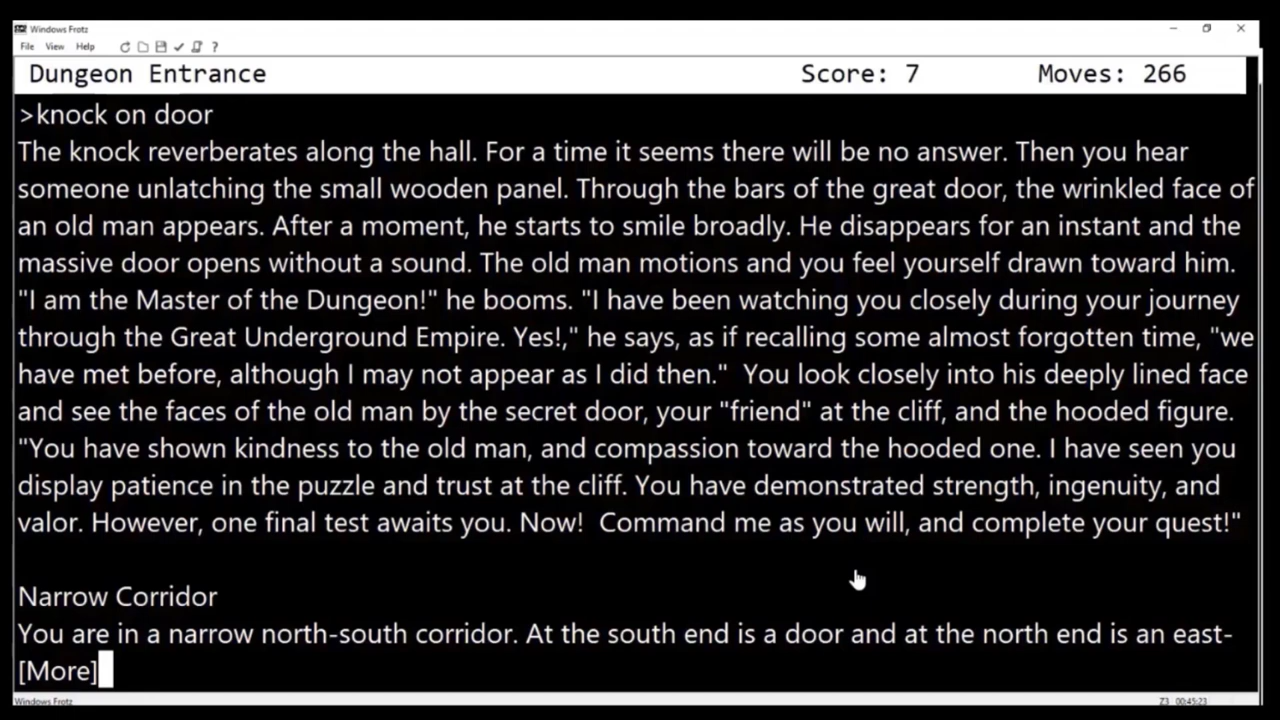 Windows Frotz
File View Help ?
Dungeon Entrance Score: 7 Moves: 266
>knock on door
The knock reverberates along the hall. For a time it seems there will be no answer. Then you hear
someone unlatching the small wooden panel. Through the bars of the great door, the wrinkled face of
an old man appears. After a moment, he starts to smile broadly. He disappears for an instant and the
massive door opens without a sound. The old man motions and you feel yourself drawn toward him.
"I am the Master of the Dungeon!" he booms. "I have been watching you closely during your journey
through the Great Underground Empire. Yes!," he says, as if recalling some almost forgotten time, "we
have met before, although I may not appear as I did then."  You look closely into his deeply lined face
and see the faces of the old man by the secret door, your "friend" at the cliff, and the hooded figure.
"You have shown kindness to the old man, and compassion toward the hooded one. I have seen you
display patience in the puzzle and trust at the cliff. You have demonstrated strength, ingenuity, and
valor. However, one final test awaits you. Now!  Command me as you will, and complete your quest!"
Narrow Corridor
You are in a narrow north-south corridor. At the south end is a door and at the north end is an east-
[More]
Windows Frotz Z3 00:45:23